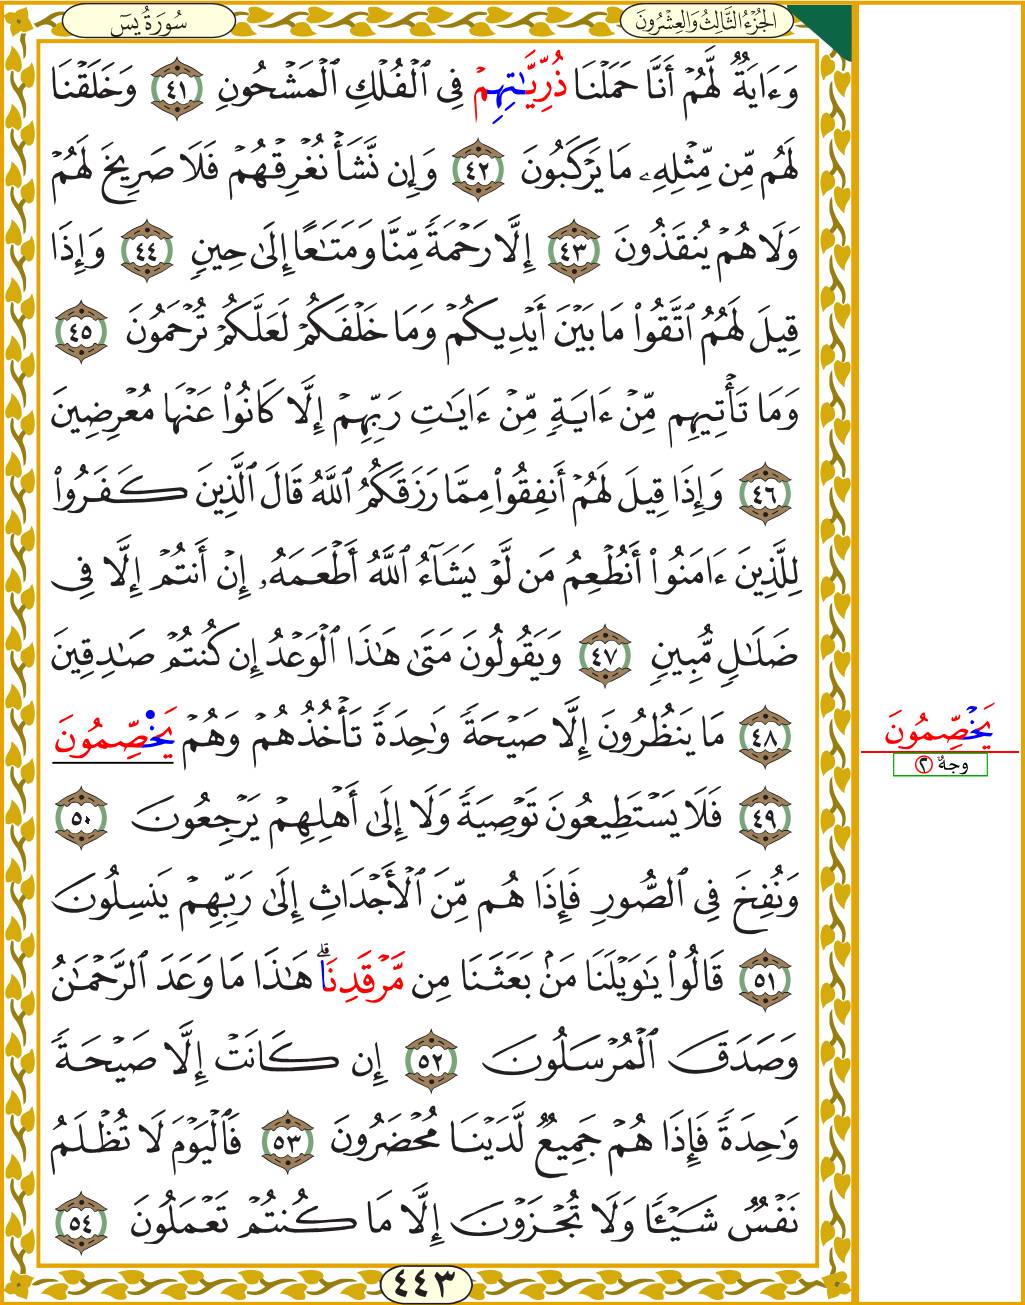 سُورَةُ يسٓ
الجُزْءُ الثَّالِثُ وَالعِشْرُونَ
وَءَايَةٌ لَّهُمْ أَنَّا حَمَلْنَا ذُرِّيَّٰتِهِمْ فِي ٱلْفُلْكِ ٱلْمَشْحُونِ ٤١ وَخَلَقْنَا
لَهُم مِّن مِّثْلِهِۦ مَا يَرْكَبُونَ ٤٢ وَإِن نَّشَأْ نُغْرِقْهُمْ فَلَا صَرِيخَ لَهُمْ
وَلَا هُمْ يُنقَذُونَ ٤٣ إِلَّا رَحْمَةً مِّنَّا وَمَتَٰعًا إِلَىٰ حِينٍ ٤٤ وَإِذَا
قِيلَ لَهُمُ ٱتَّقُوا۟ مَا بَيْنَ أَيْدِيكُمْ وَمَا خَلْفَكُمْ لَعَلَّكُمْ تُرْحَمُونَ ٤٥
وَمَا تَأْتِيهِم مِّنْ ءَايَةٍ مِّنْ ءَايَٰتِ رَبِّهِمْ إِلَّا كَانُوا۟ عَنْهَا مُعْرِضِينَ
٤٦ وَإِذَا قِيلَ لَهُمْ أَنفِقُوا۟ مِمَّا رَزَقَكُمُ ٱللَّهُ قَالَ ٱلَّذِينَ كَفَرُوا۟
لِلَّذِينَ ءَامَنُوا۟ أَنُطْعِمُ مَن لَّوْ يَشَآءُ ٱللَّهُ أَطْعَمَهُۥ إِنْ أَنتُمْ إِلَّا فِي
ضَلَٰلٍ مُّبِينٍ ٤٧ وَيَقُولُونَ مَتَىٰ هَٰذَا ٱلْوَعْدُ إِن كُنتُمْ صَٰدِقِينَ
٤٨ مَا يَنظُرُونَ إِلَّا صَيْحَةً وَٰحِدَةً تَأْخُذُهُمْ وَهُمْ يَخْصِّمُونَ
٤٩ فَلَا يَسْتَطِيعُونَ تَوْصِيَةً وَلَا إِلَىٰ أَهْلِهِمْ يَرْجِعُونَ ٥٠
وَنُفِخَ فِي ٱلصُّورِ فَإِذَا هُم مِّنَ ٱلْأَجْدَاثِ إِلَىٰ رَبِّهِمْ يَنسِلُونَ
٥١ قَالُوا۟ يَٰوَيْلَنَا مَنۢ بَعَثَنَا مِن مَّرْقَدِنَاۗ هَٰذَا مَا وَعَدَ ٱلرَّحْمَٰنُ
وَصَدَقَ ٱلْمُرْسَلُونَ ٥٢ إِن كَانَتْ إِلَّا صَيْحَةً
وَٰحِدَةً فَإِذَا هُمْ جَمِيعٌ لَّدَيْنَا مُحْضَرُونَ ٥٣ فَٱلْيَوْمَ لَا تُظْلَمُ
نَفْسٌ شَيْـًٔا وَلَا تُجْزَوْنَ إِلَّا مَا كُنتُمْ تَعْمَلُونَ ٥٤
٤٤٣
يَخْصِّمُونَ
وجهٌ ٢